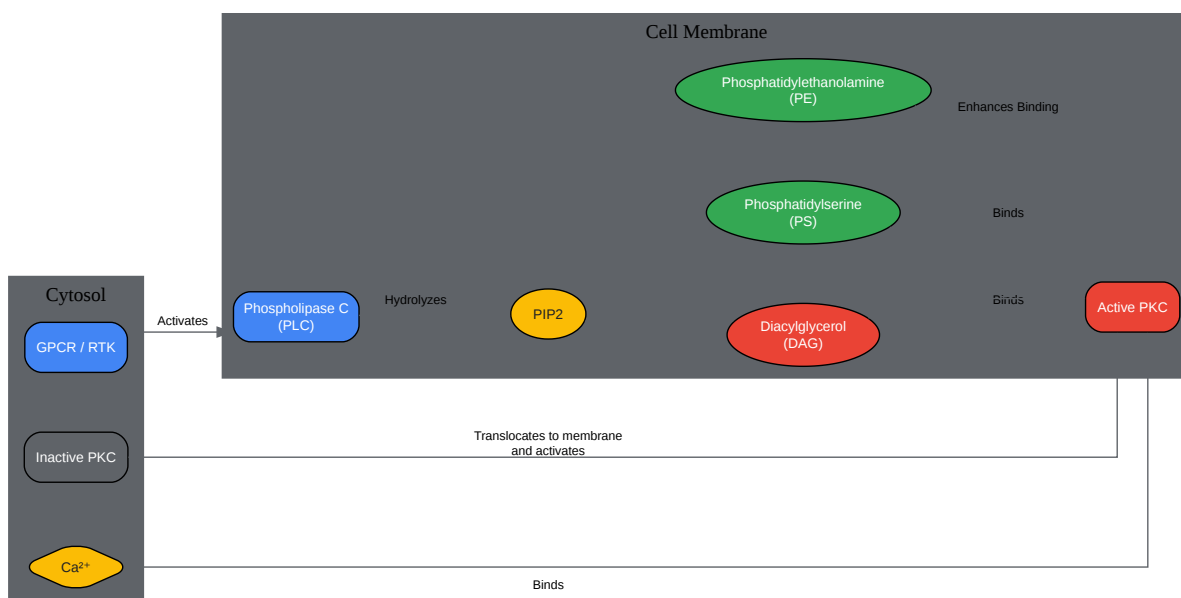 Cell Membrane
Phosphatidylethanolamine
(PE)
Enhances Binding
Phosphatidylserine
(PS)
Binds
Cytosol
GPCR / RTK
Activates
Phospholipase C
(PLC)
Hydrolyzes
PIP2
Diacylglycerol
(DAG)
Binds
Active PKC
Inactive PKC
Translocates to membrane
and activates
Ca²⁺
Binds